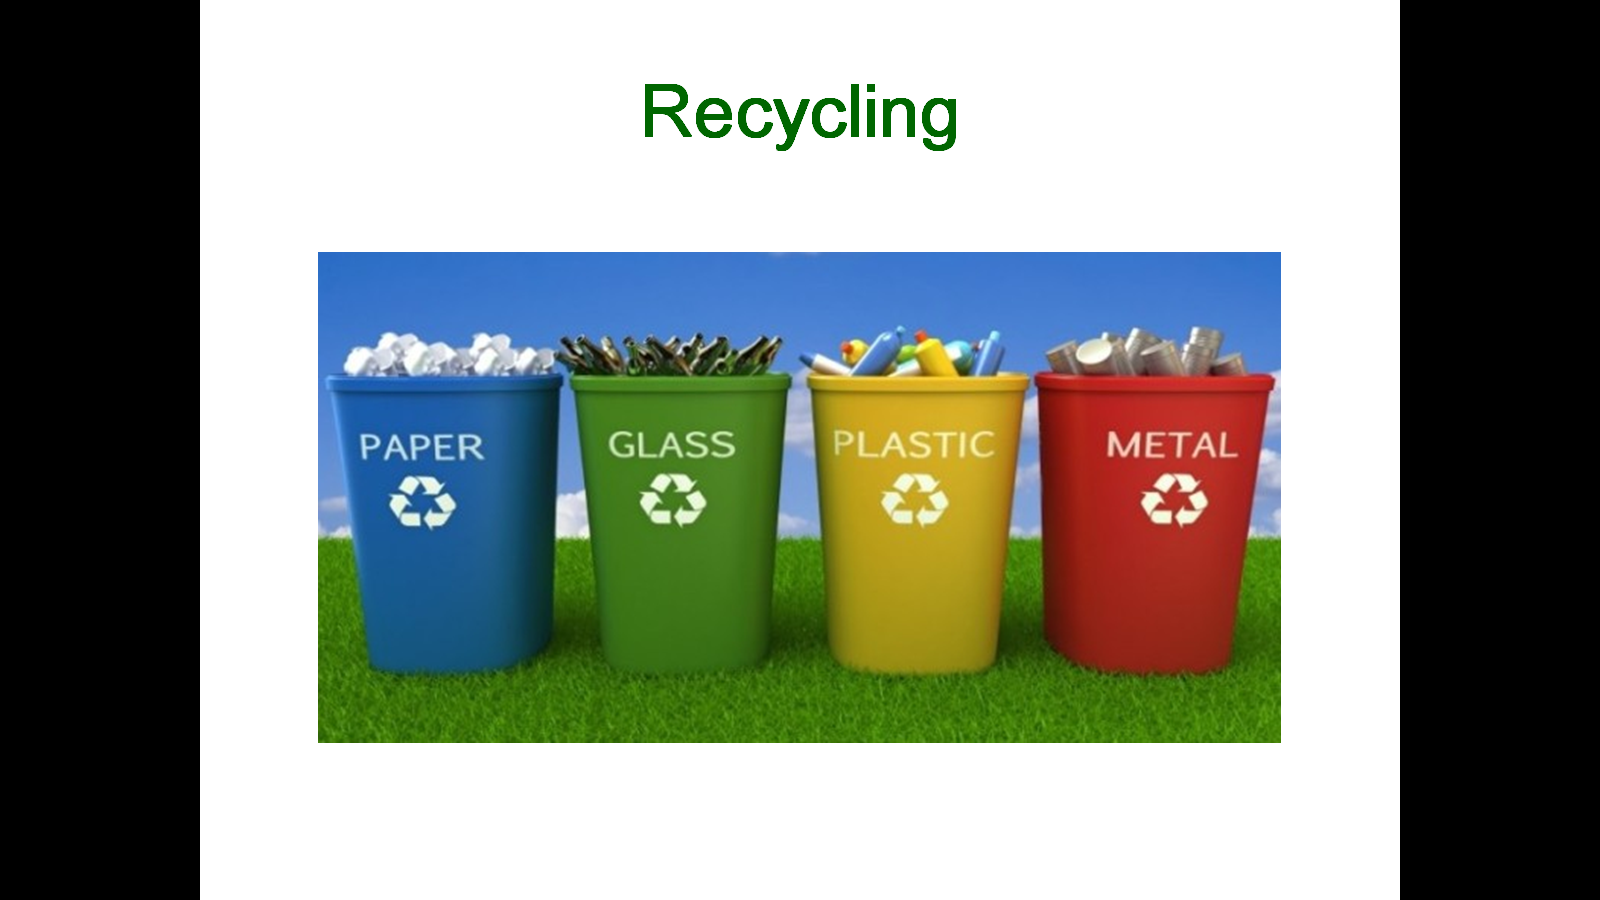 Recycling
PAPER
GLASS
PLASTIC
METAL